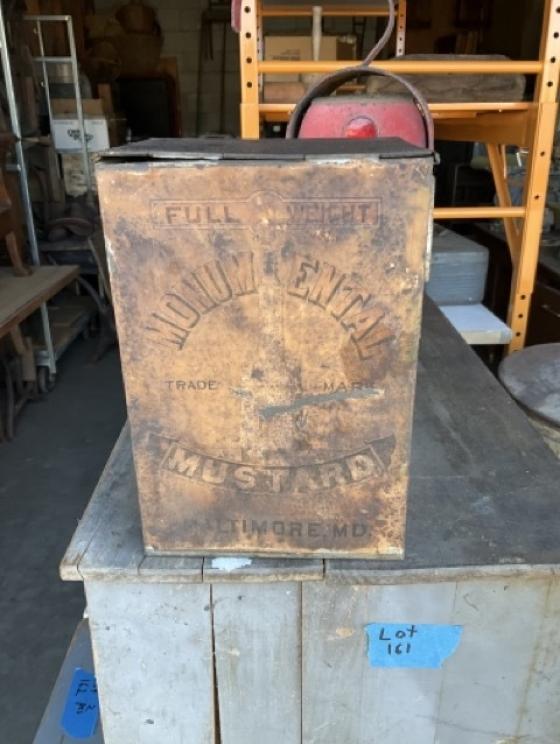 FULL WEIGHT
MONUMENTAL
TRADE MARK
MUSTARD
BALTIMORE, MD.
Lot
161